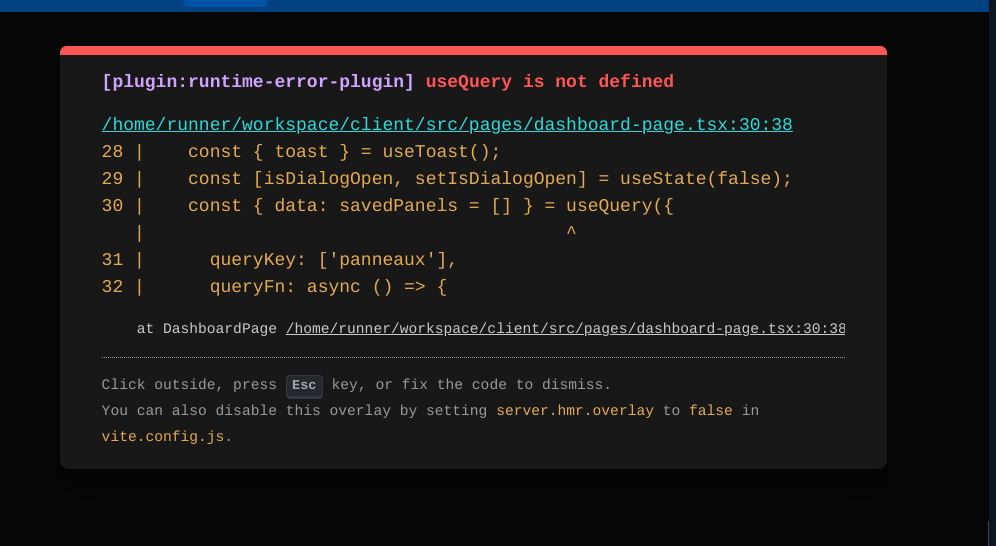 [plugin:runtime-error-plugin] useQuery is not defined
/home/runner/workspace/client/src/pages/dashboard-page.tsx:30:38
28 |    const { toast } = useToast();
29 |    const [isDialogOpen, setIsDialogOpen] = useState(false);
30 |    const { data: savedPanels = [] } = useQuery({
   |                                       ^
31 |      queryKey: ['panneaux'],
32 |      queryFn: async () => {
at DashboardPage /home/runner/workspace/client/src/pages/dashboard-page.tsx:30:38
Click outside, press Esc key, or fix the code to dismiss.
You can also disable this overlay by setting server.hmr.overlay to false in
vite.config.js.